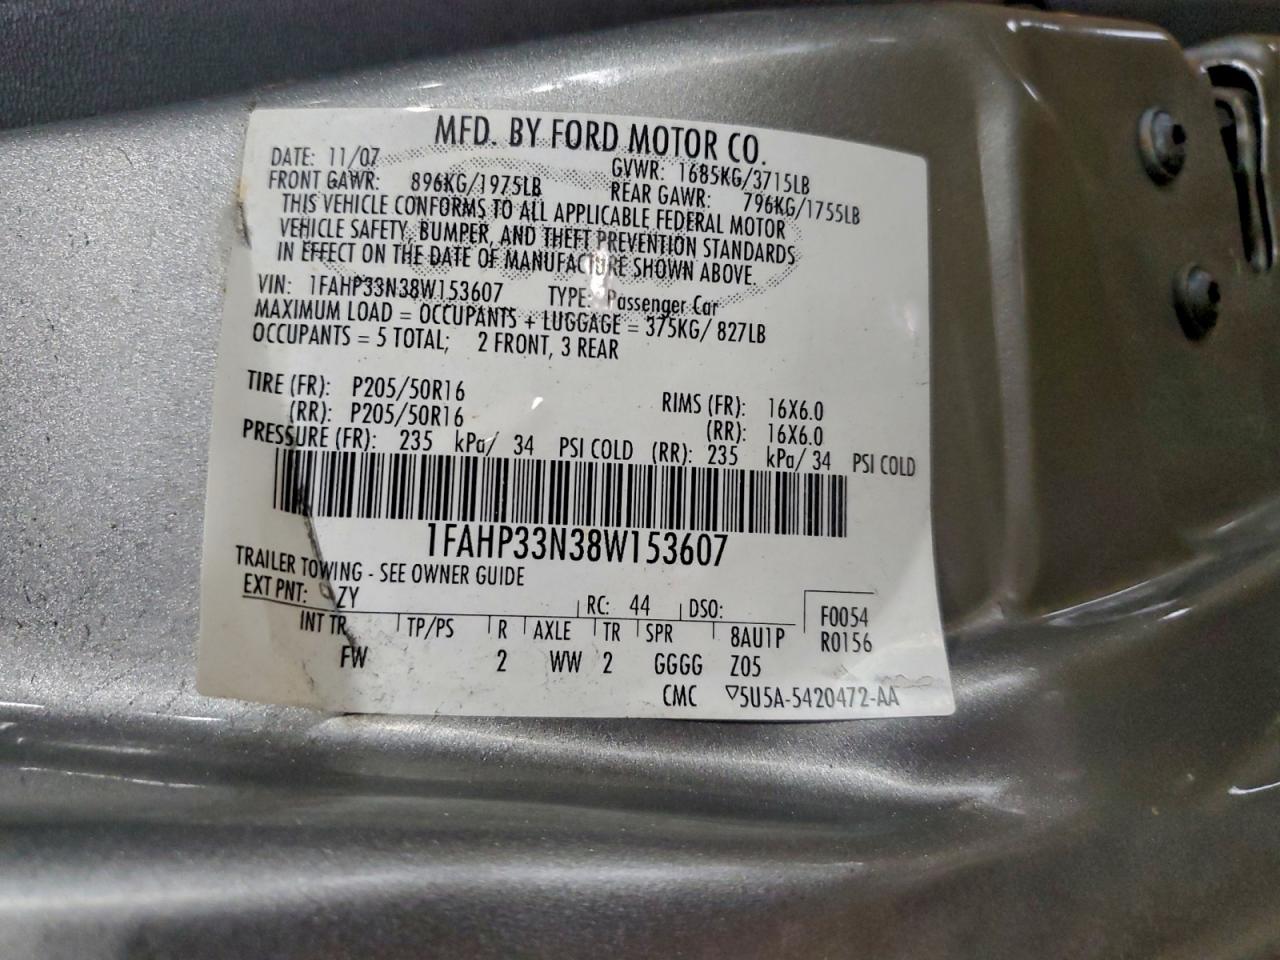 MFD. BY FORD MOTOR CO.
DATE: 11/07 GVWR: 1685KG/3715LB
FRONT GAWR: 896KG/1975LB REAR GAWR: 796KG/1755LB
THIS VEHICLE CONFORMS TO ALL APPLICABLE FEDERAL MOTOR
VEHICLE SAFETY, BUMPER, AND THEFT PREVENTION STANDARDS
IN EFFECT ON THE DATE OF MANUFACTURE SHOWN ABOVE.
VIN: 1FAHP33N38W153607 TYPE: Passenger Car
MAXIMUM LOAD = OCCUPANTS + LUGGAGE = 375KG/ 827LB
OCCUPANTS = 5 TOTAL; 2 FRONT, 3 REAR
TIRE (FR): P205/50R16 RIMS (FR): 16X6.0
(RR): P205/50R16 (RR): 16X6.0
PRESSURE (FR): 235 kPa/ 34 PSI COLD (RR): 235 kPa/ 34 PSI COLD
1FAHP33N38W153607
TRAILER TOWING - SEE OWNER GUIDE
EXT PNT: ZY RC: 44 DSO: F0054
INT TR TP/PS R AXLE TR SPR 8AU1P R0156
FW 2 WW 2 GGGG Z05
CMC ▽5U5A-5420472-AA